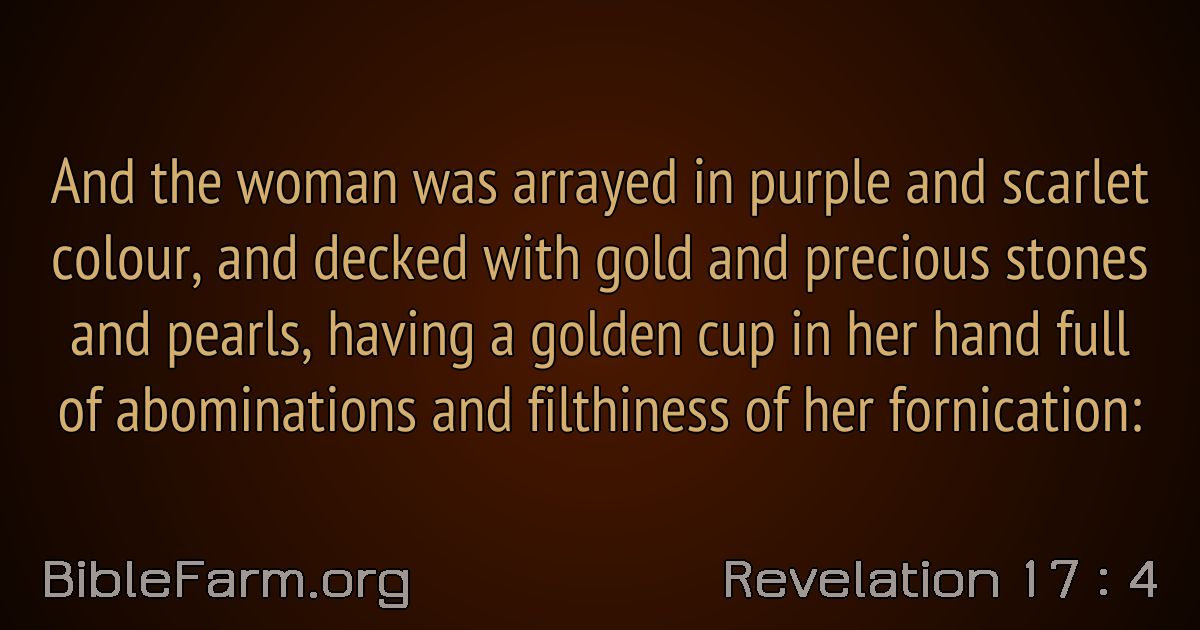 And the woman was arrayed in purple and scarlet
colour, and decked with gold and precious stones
and pearls, having a golden cup in her hand full
of abominations and filthiness of her fornication:
BibleFarm.org
Revelation 17 : 4